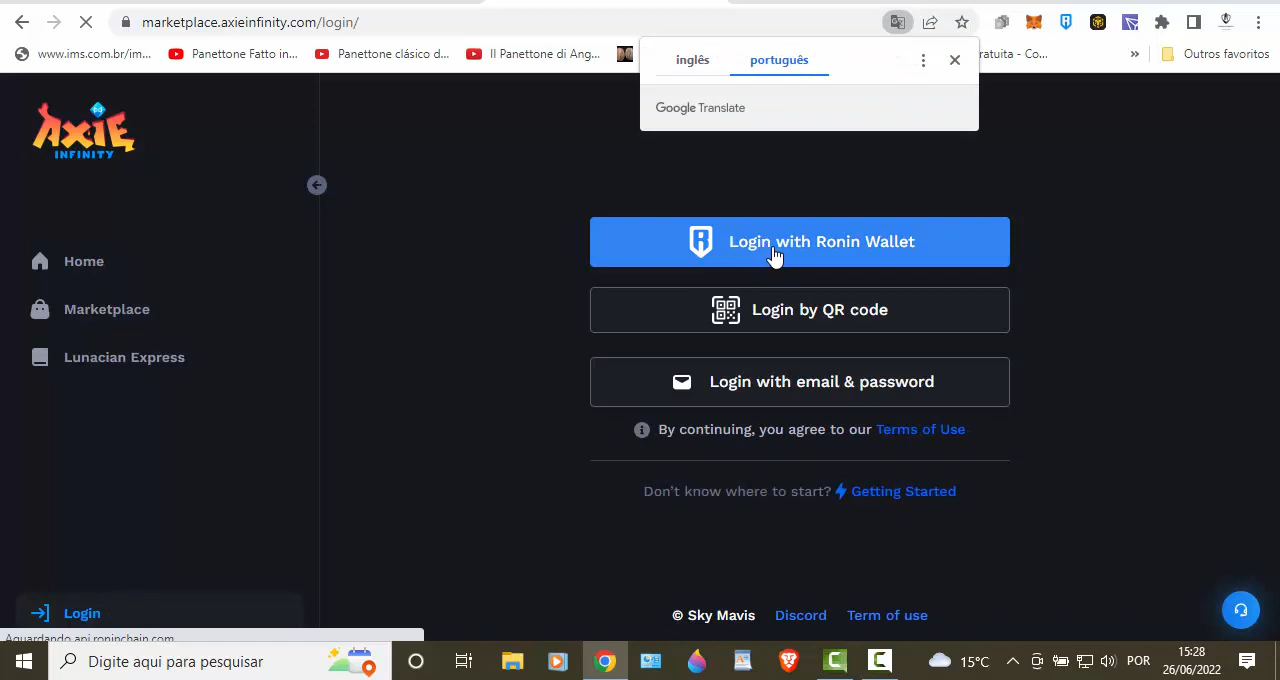 marketplace.axieinfinity.com/login/
www.ims.com.br/im...
Panettone Fatto in...
Panettone clásico d...
Il Panettone di Ang...
ratuita - Co...
»
Outros favoritos
inglês
português
Google Translate
AXIE
INFINITY
Home
Marketplace
Lunacian Express
Login
Login with Ronin Wallet
Login by QR code
Login with email & password
By continuing, you agree to our Terms of Use
Don't know where to start? Getting Started
© Sky Mavis Discord Term of use
Aguardando api.roninchain.com
Digite aqui para pesquisar
15°C
POR
15:28
26/06/2022